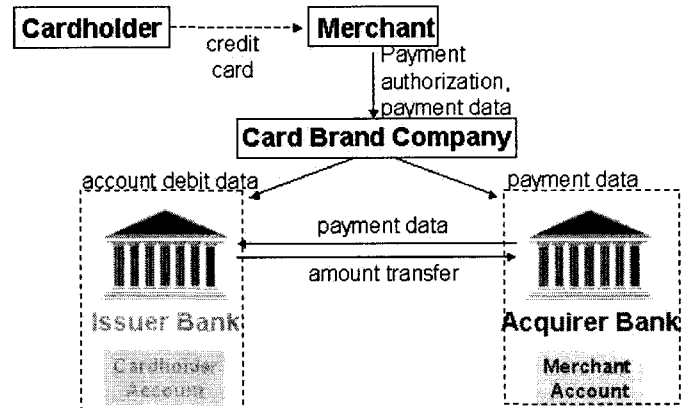 Cardholder
Merchant
credit
card
Payment
authorization,
payment data
Card Brand Company
account debit data
payment data
payment data
amount transfer
Issuer Bank
Acquirer Bank
Cardholder
Account
Merchant
Account